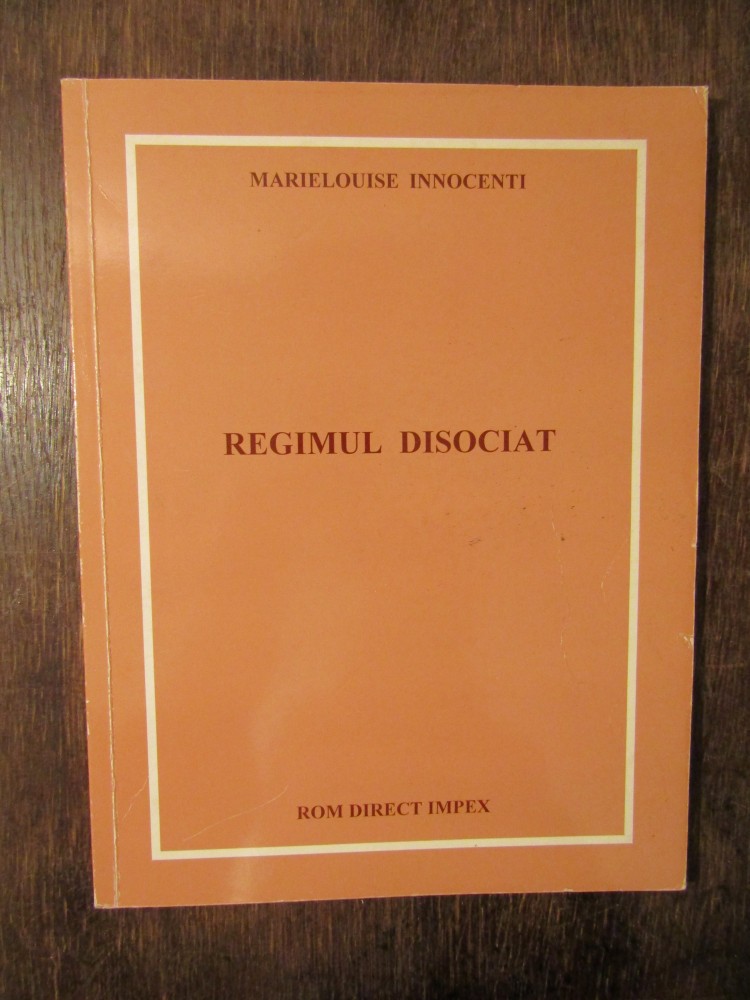 MARIELOUISE INNOCENTI
REGIMUL DISOCIAT
ROM DIRECT IMPEX